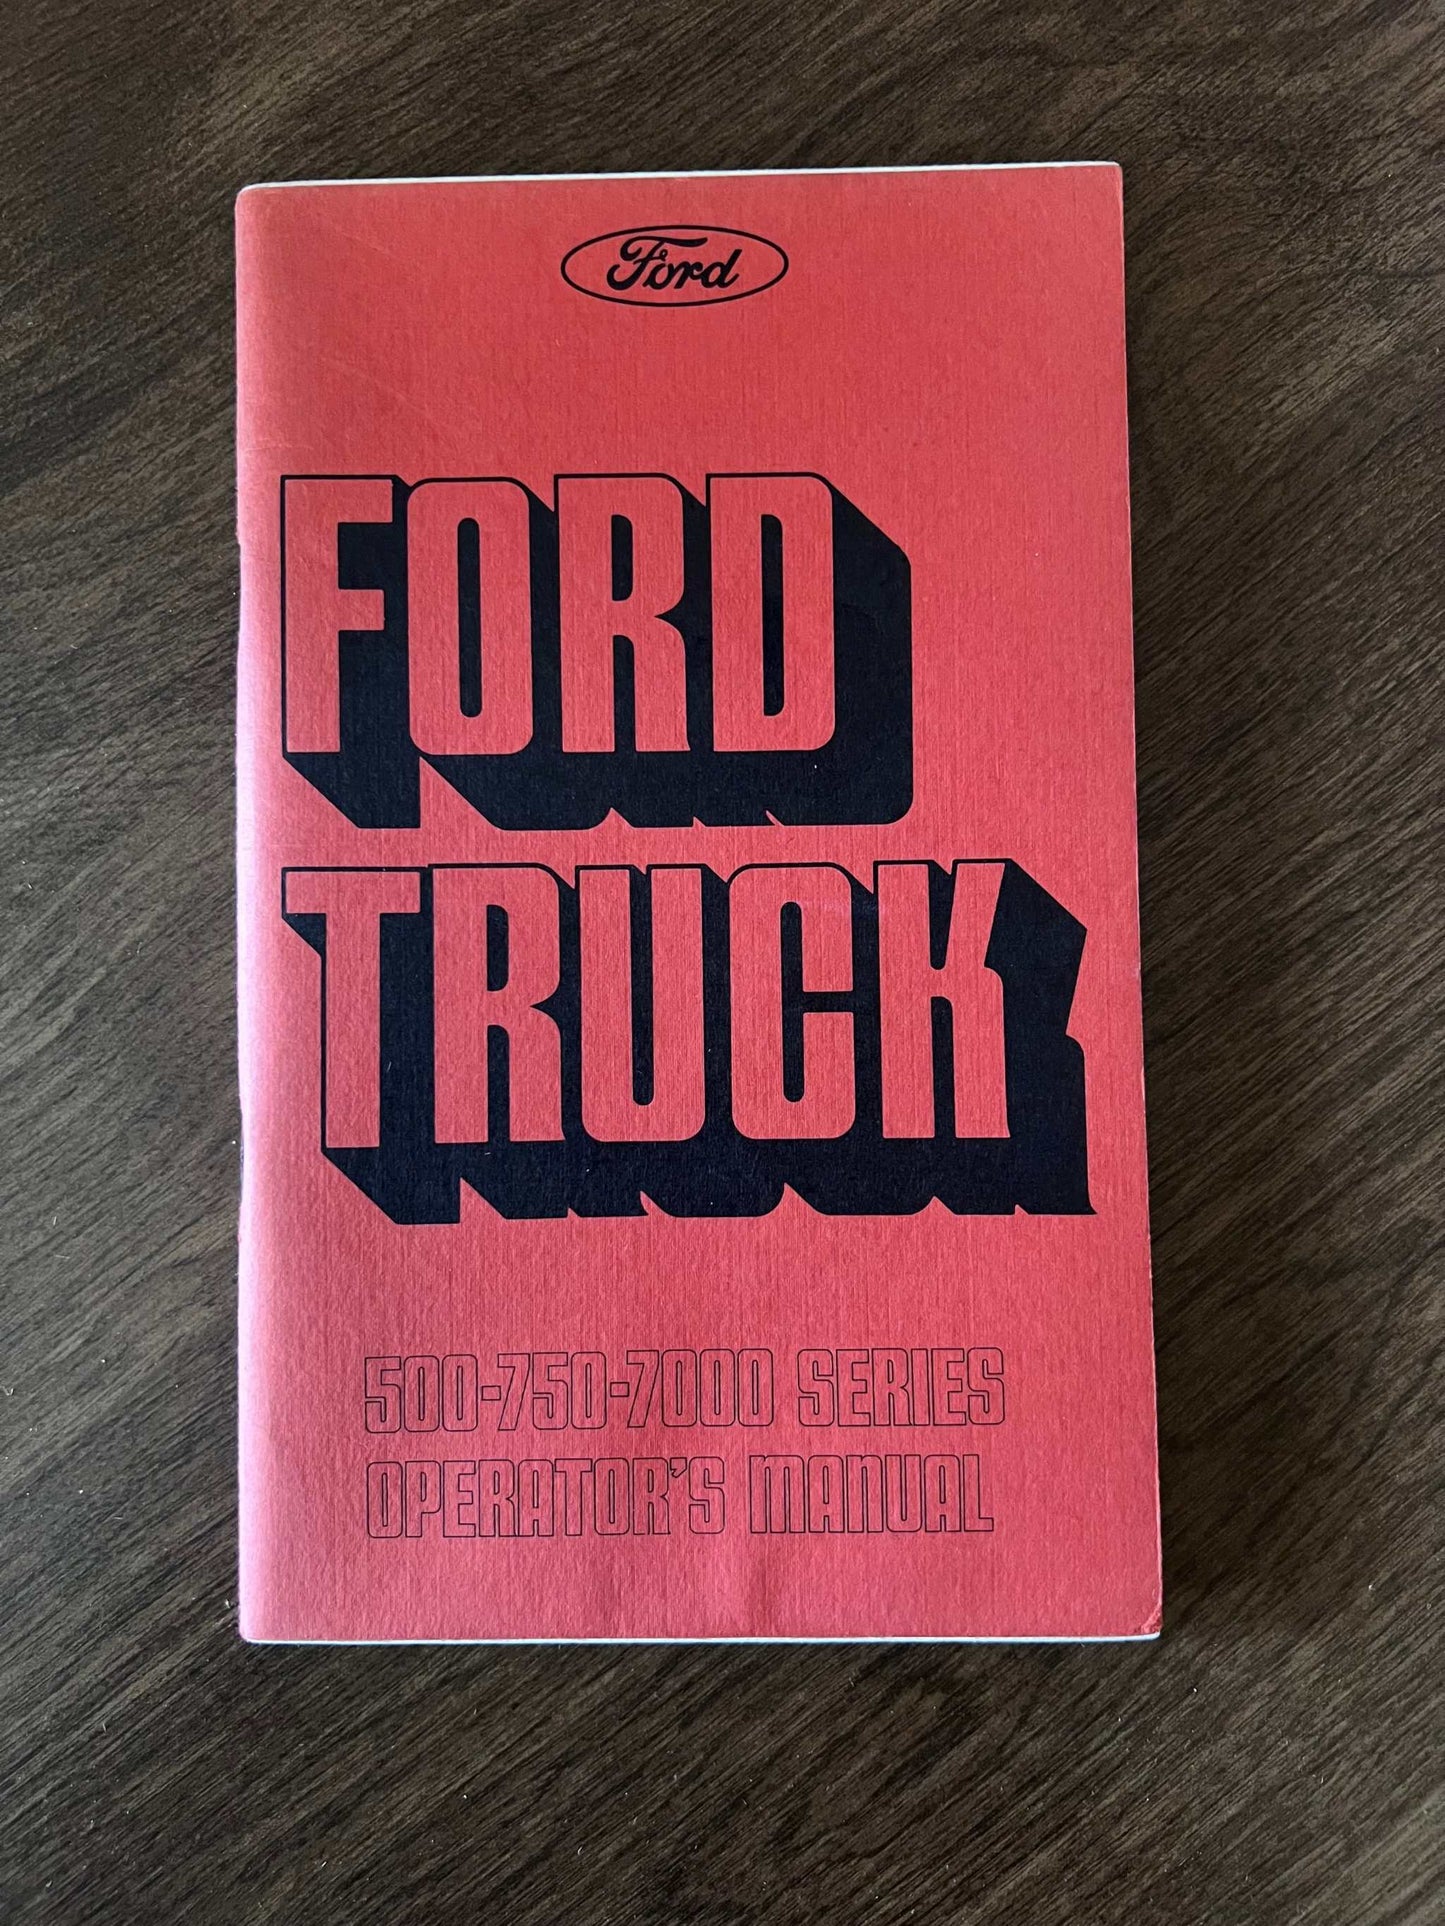 Ford
FORD
TRUCK
500-750-7000 SERIES
OPERATOR'S MANUAL